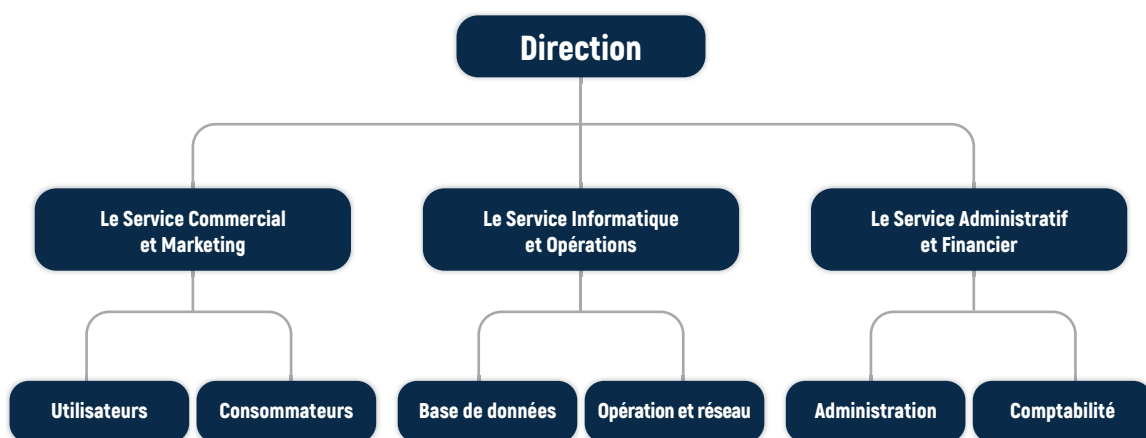 Direction
Le Service Commercial
et Marketing
Le Service Informatique
et Opérations
Le Service Administratif
et Financier
Utilisateurs
Consommateurs
Base de données
Opération et réseau
Administration
Comptabilité